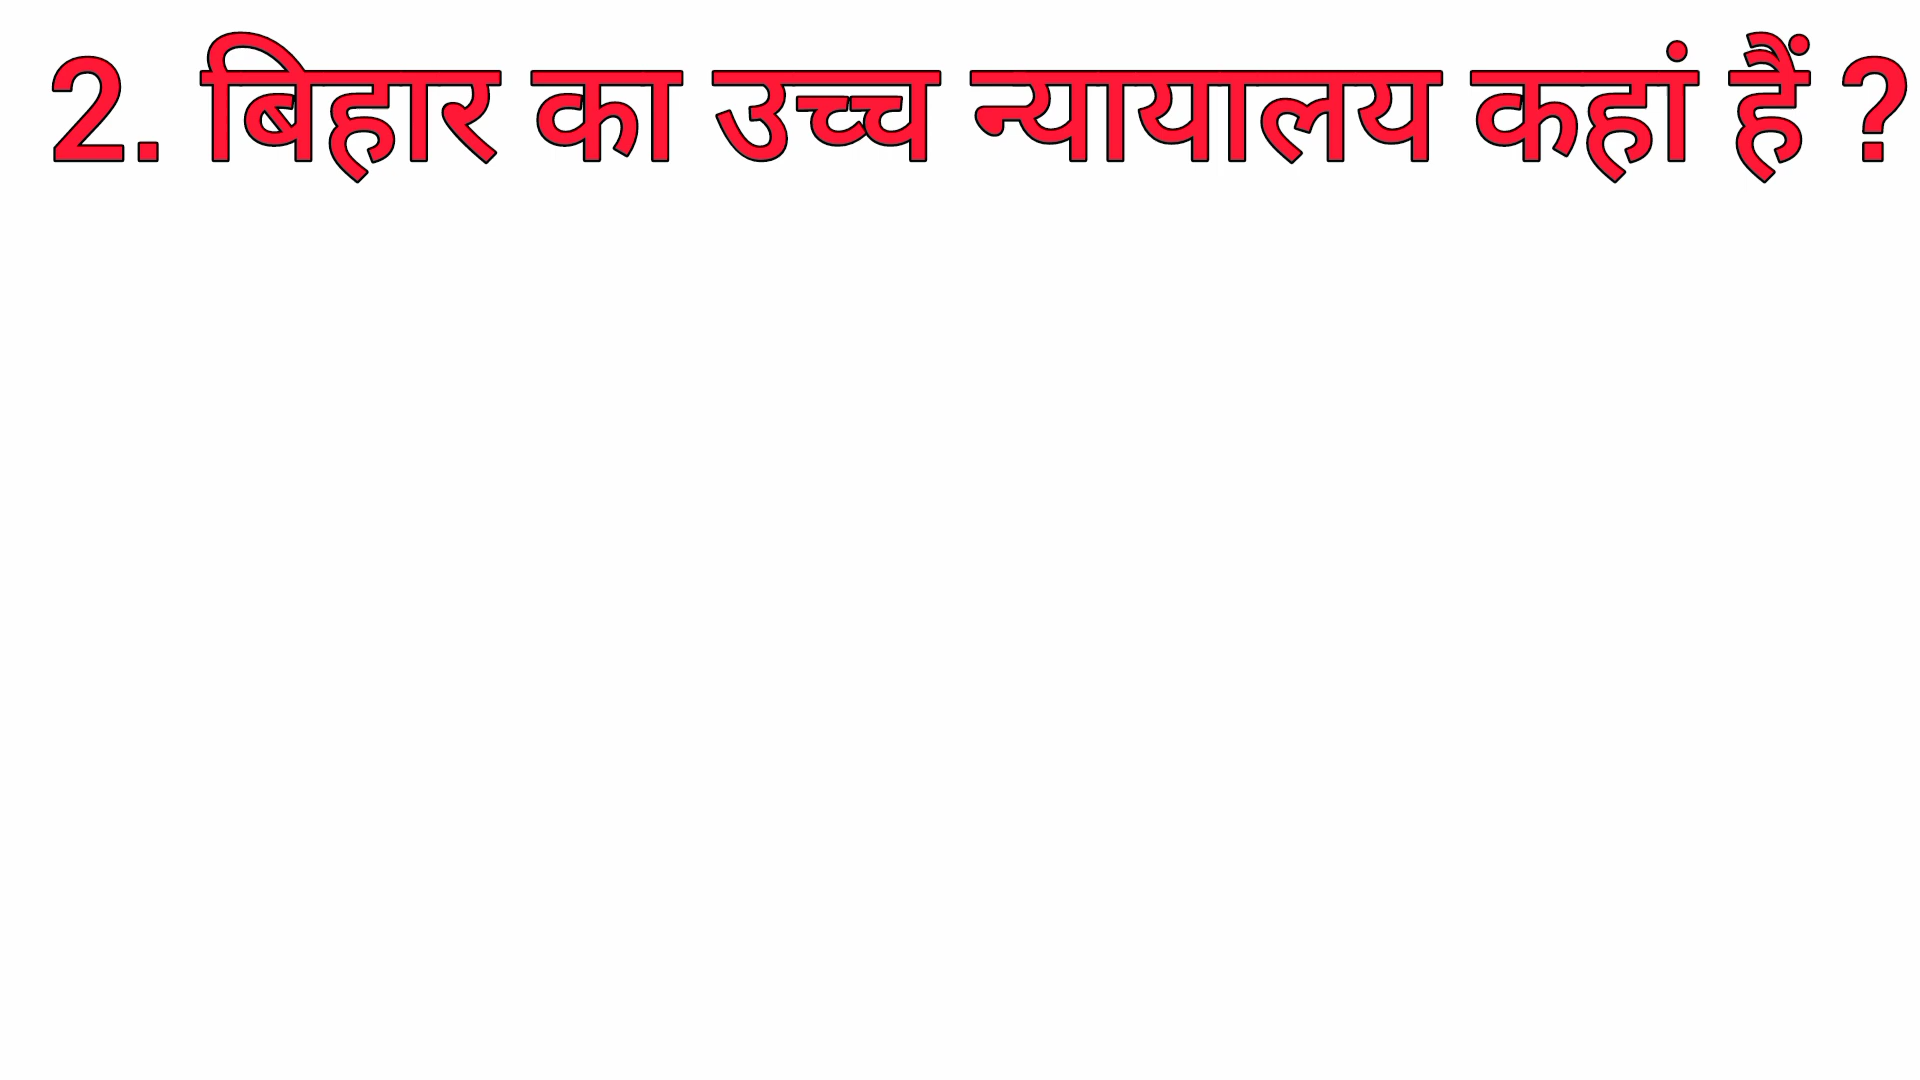 2. बिहार का उच्च न्यायालय कहां हैं ?